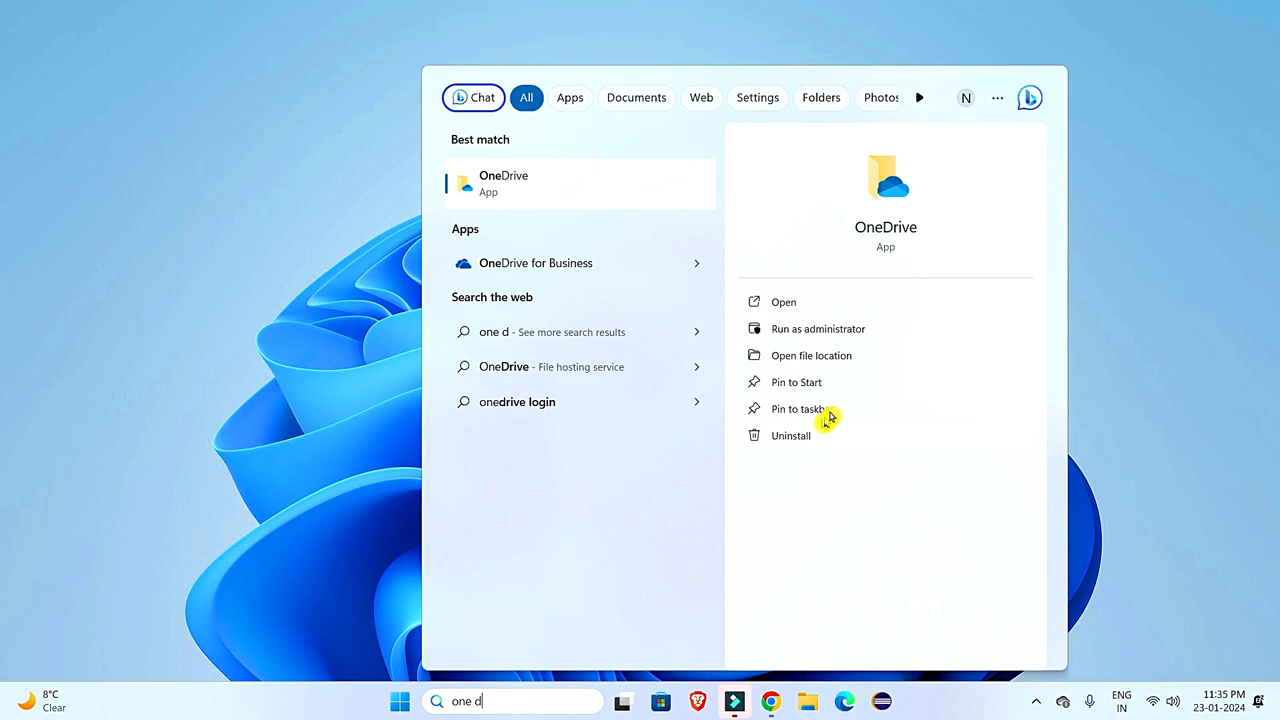 Chat All Apps Documents Web Settings Folders Photos N ...
Best match
OneDrive
App
Apps
OneDrive for Business
Search the web
one d - See more search results
OneDrive - File hosting service
onedrive login
OneDrive
App
Open
Run as administrator
Open file location
Pin to Start
Pin to
Uninstall
8°C
Clear
one d
ENG
IN
11:35 PM
23-01-2024